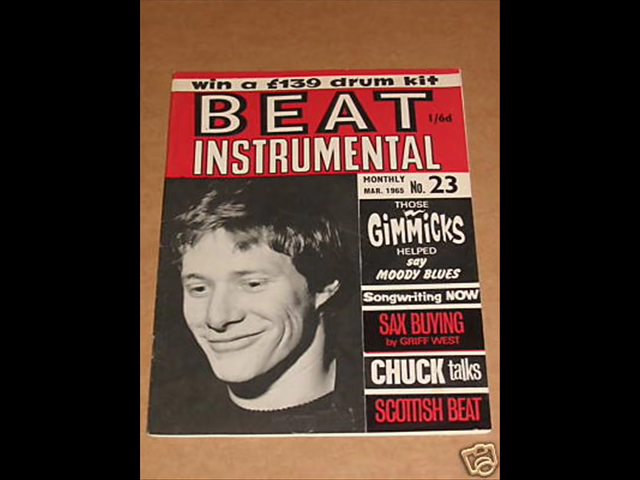 win a £139 drum kit
BEAT
1/6d
INSTRUMENTAL
MONTHLY
MAR. 1965 No. 23
THOSE
GiMMiCKS
HELPED
say
MOODY BLUES
Songwriting NOW
SAX BUYING
by GRIFF WEST
CHUCK talks
SCOTTISH BEAT